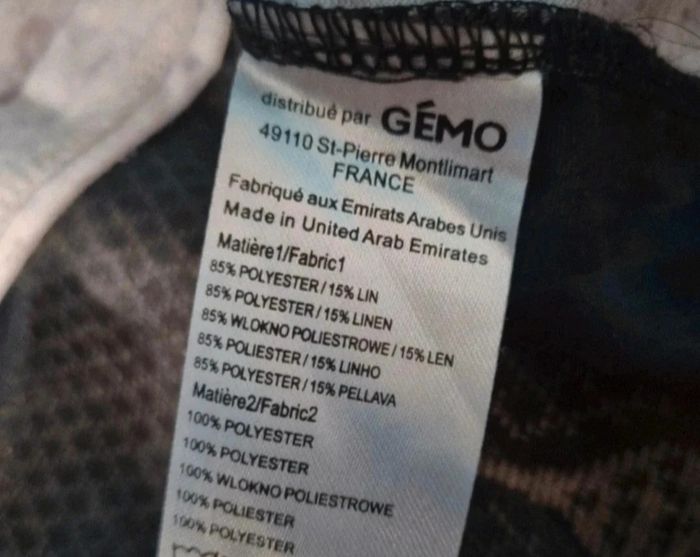 distribué par GÉMO
49110 St-Pierre Montlimart
FRANCE
Fabriqué aux Emirats Arabes Unis
Made in United Arab Emirates
Matière1/Fabric1
85% POLYESTER / 15% LIN
85% POLYESTER / 15% LINEN
85% WLOKNO POLIESTROWE / 15% LEN
85% POLIESTER / 15% LINHO
85% POLYESTER / 15% PELLAVA
Matière2/Fabric2
100% POLYESTER
100% POLYESTER
100% WLOKNO POLIESTROWE
100% POLIESTER
100% POLYESTER